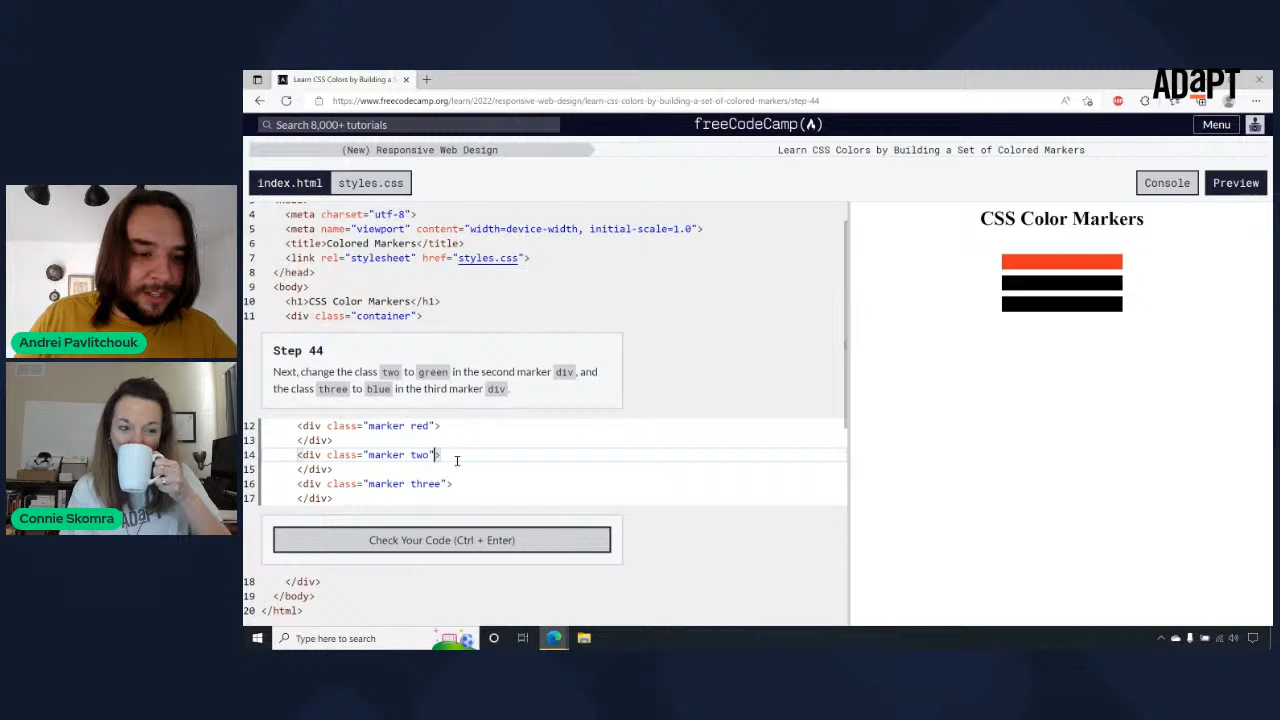 ADaPT
Learn CSS Colors by Building a S
https://www.freecodecamp.org/learn/2022/responsive-web-design/learn-css-colors-by-building-a-set-of-colored-markers/step-44
Search 8,000+ tutorials
freeCodeCamp(🔥)
Menu
(New) Responsive Web Design
Learn CSS Colors by Building a Set of Colored Markers
index.html
styles.css
Console
Preview
4 <meta charset="utf-8">
5 <meta name="viewport" content="width=device-width, initial-scale=1.0">
6 <title>Colored Markers</title>
7 <link rel="stylesheet" href="styles.css">
8 </head>
9 <body>
10 <h1>CSS Color Markers</h1>
11 <div class="container">
Step 44
Next, change the class two to green in the second marker div, and
the class three to blue in the third marker div.
12 <div class="marker red">
13 </div>
14 <div class="marker two">
15 </div>
16 <div class="marker three">
17 </div>
Check Your Code (Ctrl + Enter)
18 </div>
19 </body>
20 </html>
CSS Color Markers
Andrei Pavlitchouk
ADaPT
Connie Skomra
Type here to search